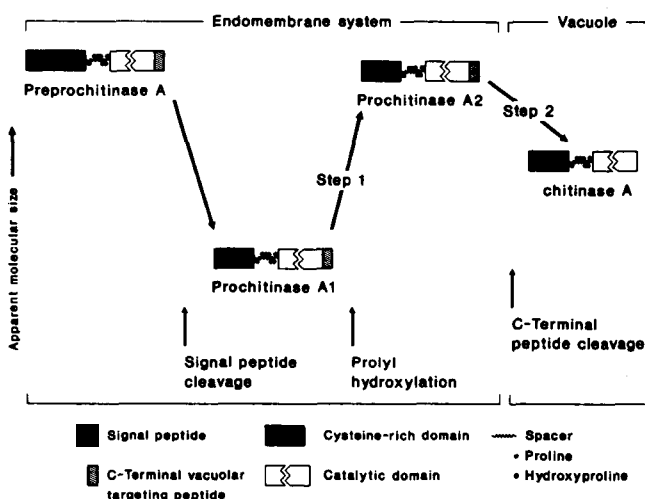 Endomembrane system
Vacuole
Preprochitinase A
Prochitinase A2
Step 2
chitinase A
Step 1
Prochitinase A1
Apparent molecular size
Signal peptide
cleavage
Prolyl
hydroxylation
C-Terminal
peptide cleavage
Signal peptide
Cysteine-rich domain
Spacer
• Proline
C-Terminal vacuolar
targeting peptide
Catalytic domain
• Hydroxyproline